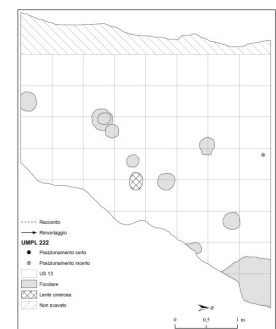 Raccordo
Rimontaggio
UMPL 222
Posizionamento certo
Posizionamento incerto
US 13
Focolare
Lente cinerosa
Non scavato
z
0 0,5 1 m